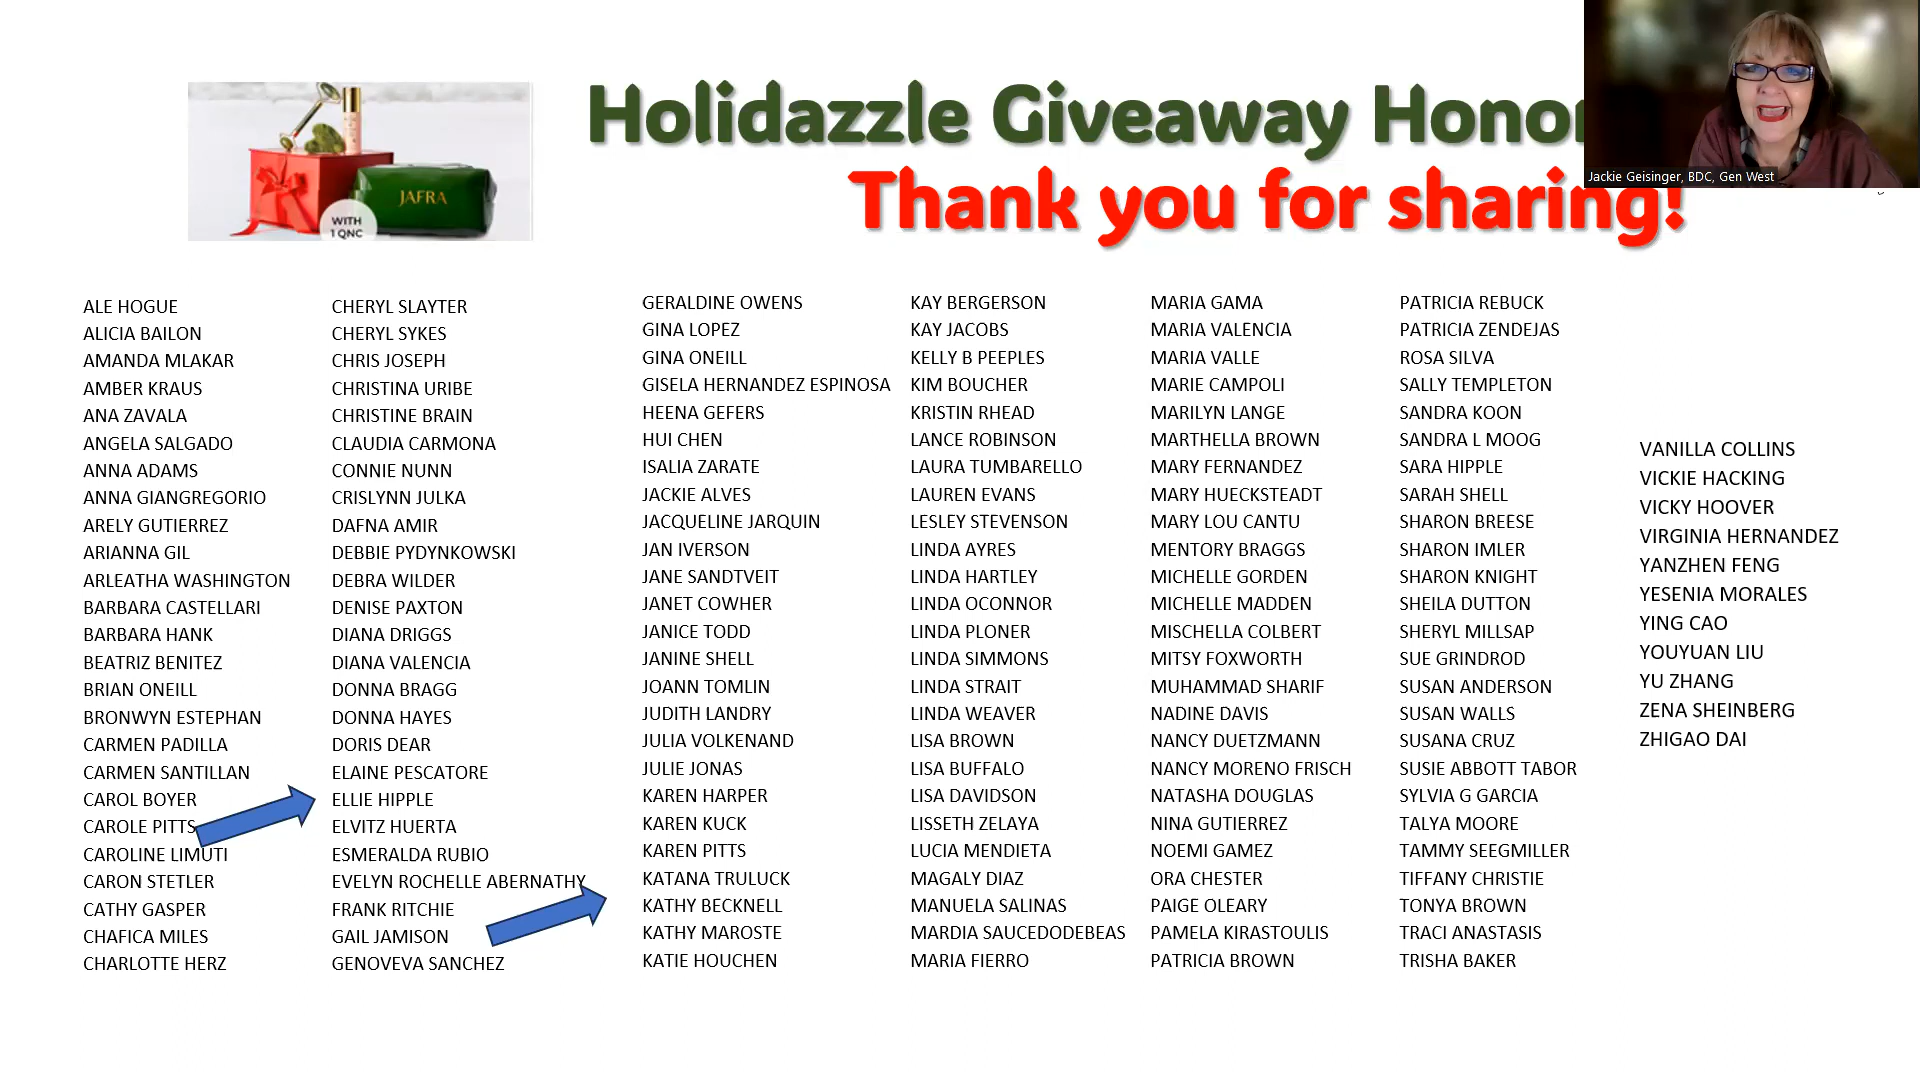 Holidazzle Giveaway Honor
Thank you for sharing!
Jackie Geisinger, BDC, Gen West
JAFRA
WITH
1 QNC
ALE HOGUE
ALICIA BAILON
AMANDA MLAKAR
AMBER KRAUS
ANA ZAVALA
ANGELA SALGADO
ANNA ADAMS
ANNA GIANGREGORIO
ARELY GUTIERREZ
ARIANNA GIL
ARLEATHA WASHINGTON
BARBARA CASTELLARI
BARBARA HANK
BEATRIZ BENITEZ
BRIAN ONEILL
BRONWYN ESTEPHAN
CARMEN PADILLA
CARMEN SANTILLAN
CAROL BOYER
CAROLE PITTS
CAROLINE LIMUTI
CARON STETLER
CATHY GASPER
CHAFICA MILES
CHARLOTTE HERZ
CHERYL SLAYTER
CHERYL SYKES
CHRIS JOSEPH
CHRISTINA URIBE
CHRISTINE BRAIN
CLAUDIA CARMONA
CONNIE NUNN
CRISLYNN JULKA
DAFNA AMIR
DEBBIE PYDYNKOWSKI
DEBRA WILDER
DENISE PAXTON
DIANA DRIGGS
DIANA VALENCIA
DONNA BRAGG
DONNA HAYES
DORIS DEAR
ELAINE PESCATORE
ELLIE HIPPLE
ELVITZ HUERTA
ESMERALDA RUBIO
EVELYN ROCHELLE ABERNATHY
FRANK RITCHIE
GAIL JAMISON
GENOVEVA SANCHEZ
GERALDINE OWENS
GINA LOPEZ
GINA ONEILL
GISELA HERNANDEZ ESPINOSA
HEENA GEFERS
HUI CHEN
ISALIA ZARATE
JACKIE ALVES
JACQUELINE JARQUIN
JAN IVERSON
JANE SANDTVEIT
JANET COWHER
JANICE TODD
JANINE SHELL
JOANN TOMLIN
JUDITH LANDRY
JULIA VOLKENAND
JULIE JONAS
KAREN HARPER
KAREN KUCK
KAREN PITTS
KATANA TRULUCK
KATHY BECKNELL
KATHY MAROSTE
KATIE HOUCHEN
KAY BERGERSON
KAY JACOBS
KELLY B PEEPLES
KIM BOUCHER
KRISTIN RHEAD
LANCE ROBINSON
LAURA TUMBARELLO
LAUREN EVANS
LESLEY STEVENSON
LINDA AYRES
LINDA HARTLEY
LINDA OCONNOR
LINDA PLONER
LINDA SIMMONS
LINDA STRAIT
LINDA WEAVER
LISA BROWN
LISA BUFFALO
LISA DAVIDSON
LISSETH ZELAYA
LUCIA MENDIETA
MAGALY DIAZ
MANUELA SALINAS
MARDIA SAUCEDODEBEAS
MARIA FIERRO
MARIA GAMA
MARIA VALENCIA
MARIA VALLE
MARIE CAMPOLI
MARILYN LANGE
MARTHELLA BROWN
MARY FERNANDEZ
MARY HUECKSTEADT
MARY LOU CANTU
MENTORY BRAGGS
MICHELLE GORDEN
MICHELLE MADDEN
MISCHELLA COLBERT
MITSY FOXWORTH
MUHAMMAD SHARIF
NADINE DAVIS
NANCY DUETZMANN
NANCY MORENO FRISCH
NATASHA DOUGLAS
NINA GUTIERREZ
NOEMI GAMEZ
ORA CHESTER
PAIGE OLEARY
PAMELA KIRASTOULIS
PATRICIA BROWN
PATRICIA REBUCK
PATRICIA ZENDEJAS
ROSA SILVA
SALLY TEMPLETON
SANDRA KOON
SANDRA L MOOG
SARA HIPPLE
SARAH SHELL
SHARON BREESE
SHARON IMLER
SHARON KNIGHT
SHEILA DUTTON
SHERYL MILLSAP
SUE GRINDROD
SUSAN ANDERSON
SUSAN WALLS
SUSANA CRUZ
SUSIE ABBOTT TABOR
SYLVIA G GARCIA
TALYA MOORE
TAMMY SEEGMILLER
TIFFANY CHRISTIE
TONYA BROWN
TRACI ANASTASIS
TRISHA BAKER
VANILLA COLLINS
VICKIE HACKING
VICKY HOOVER
VIRGINIA HERNANDEZ
YANZHEN FENG
YESENIA MORALES
YING CAO
YOUYUAN LIU
YU ZHANG
ZENA SHEINBERG
ZHIGAO DAI